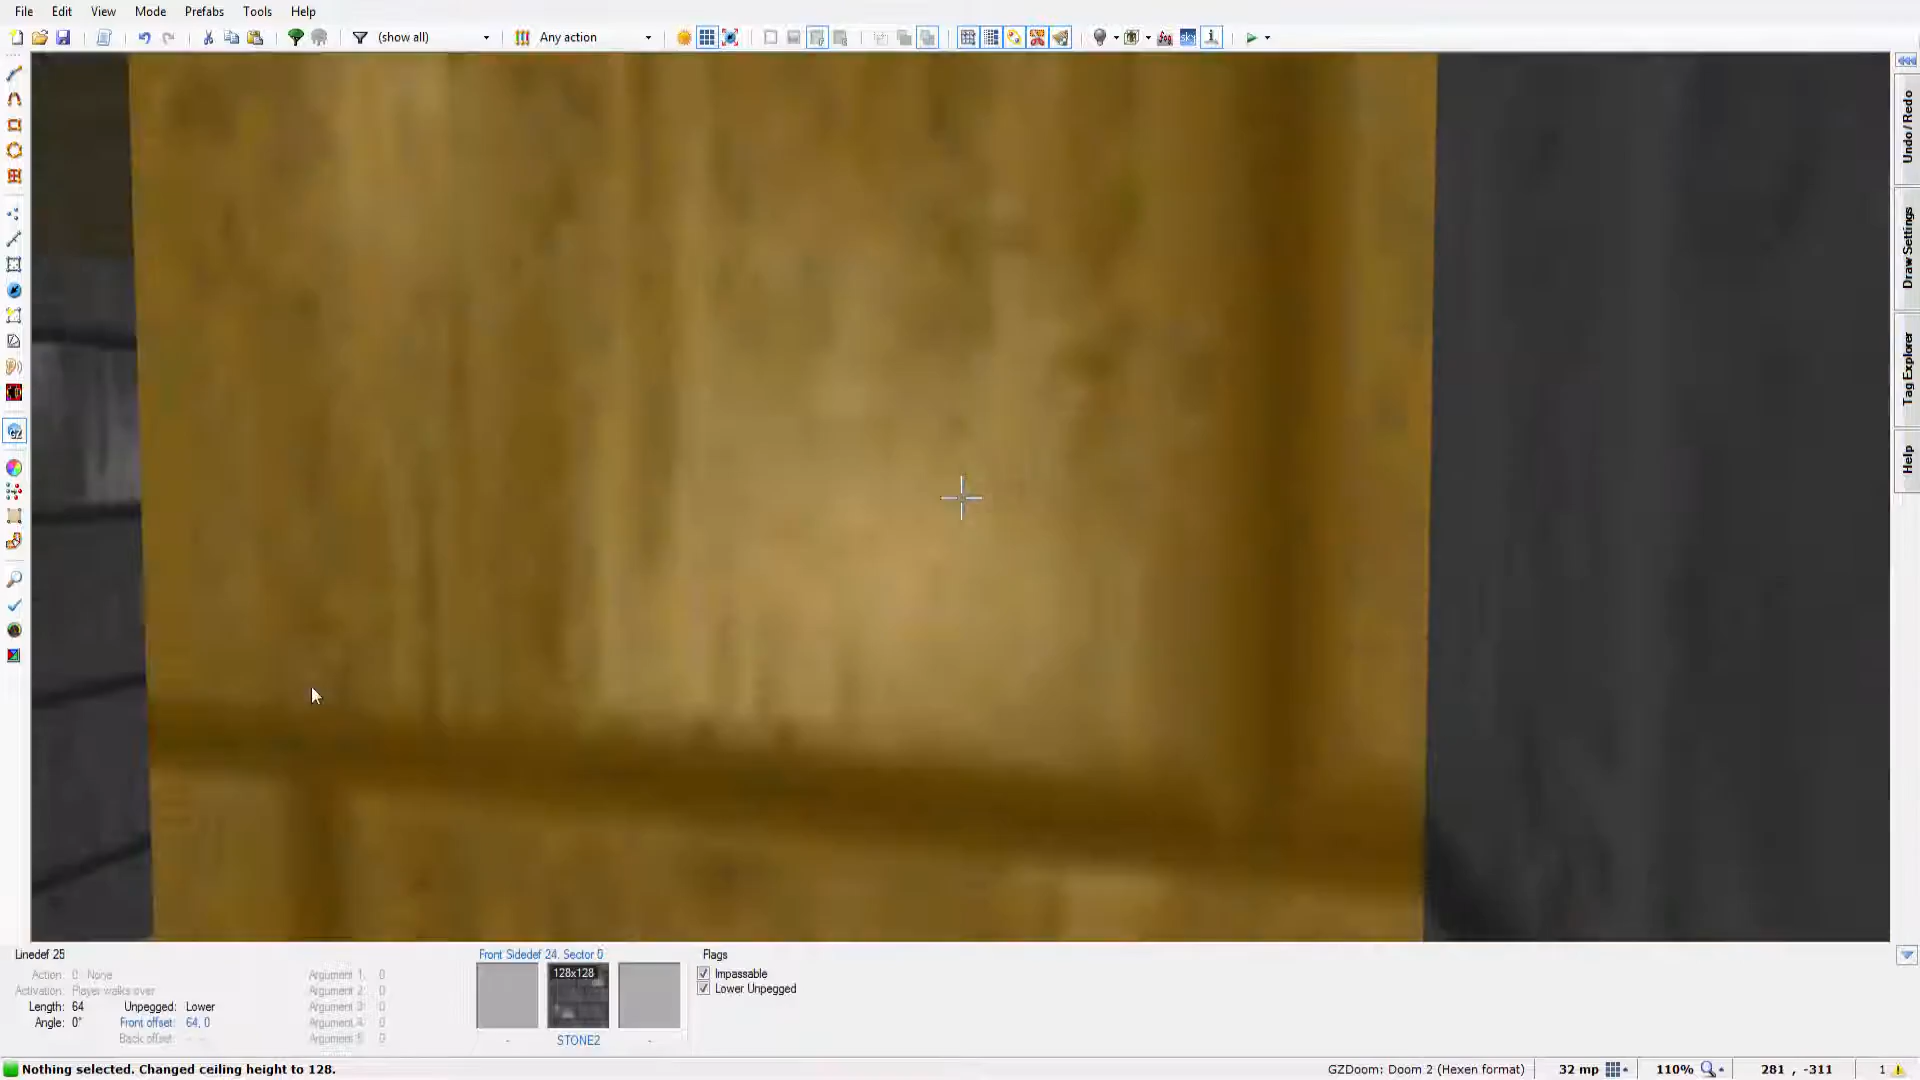 File Edit View Mode Prefabs Tools Help
(show all) Any action
Undo / Redo
Draw Settings
Tag Explorer
Help
Linedef 25
Action: 0 None
Activation: Player walks over
Length: 64 Unpegged: Lower
Angle: 0° Front offset: 64, 0
Back offset: --, --
Argument 1: 0
Argument 2: 0
Argument 3: 0
Argument 4: 0
Argument 5: 0
Front Sidedef 24. Sector 0
128x128
- STONE2 -
Flags
Impassable
Lower Unpegged
Nothing selected. Changed ceiling height to 128.
GZDoom: Doom 2 (Hexen format) 32 mp 110% 281 , -311 1